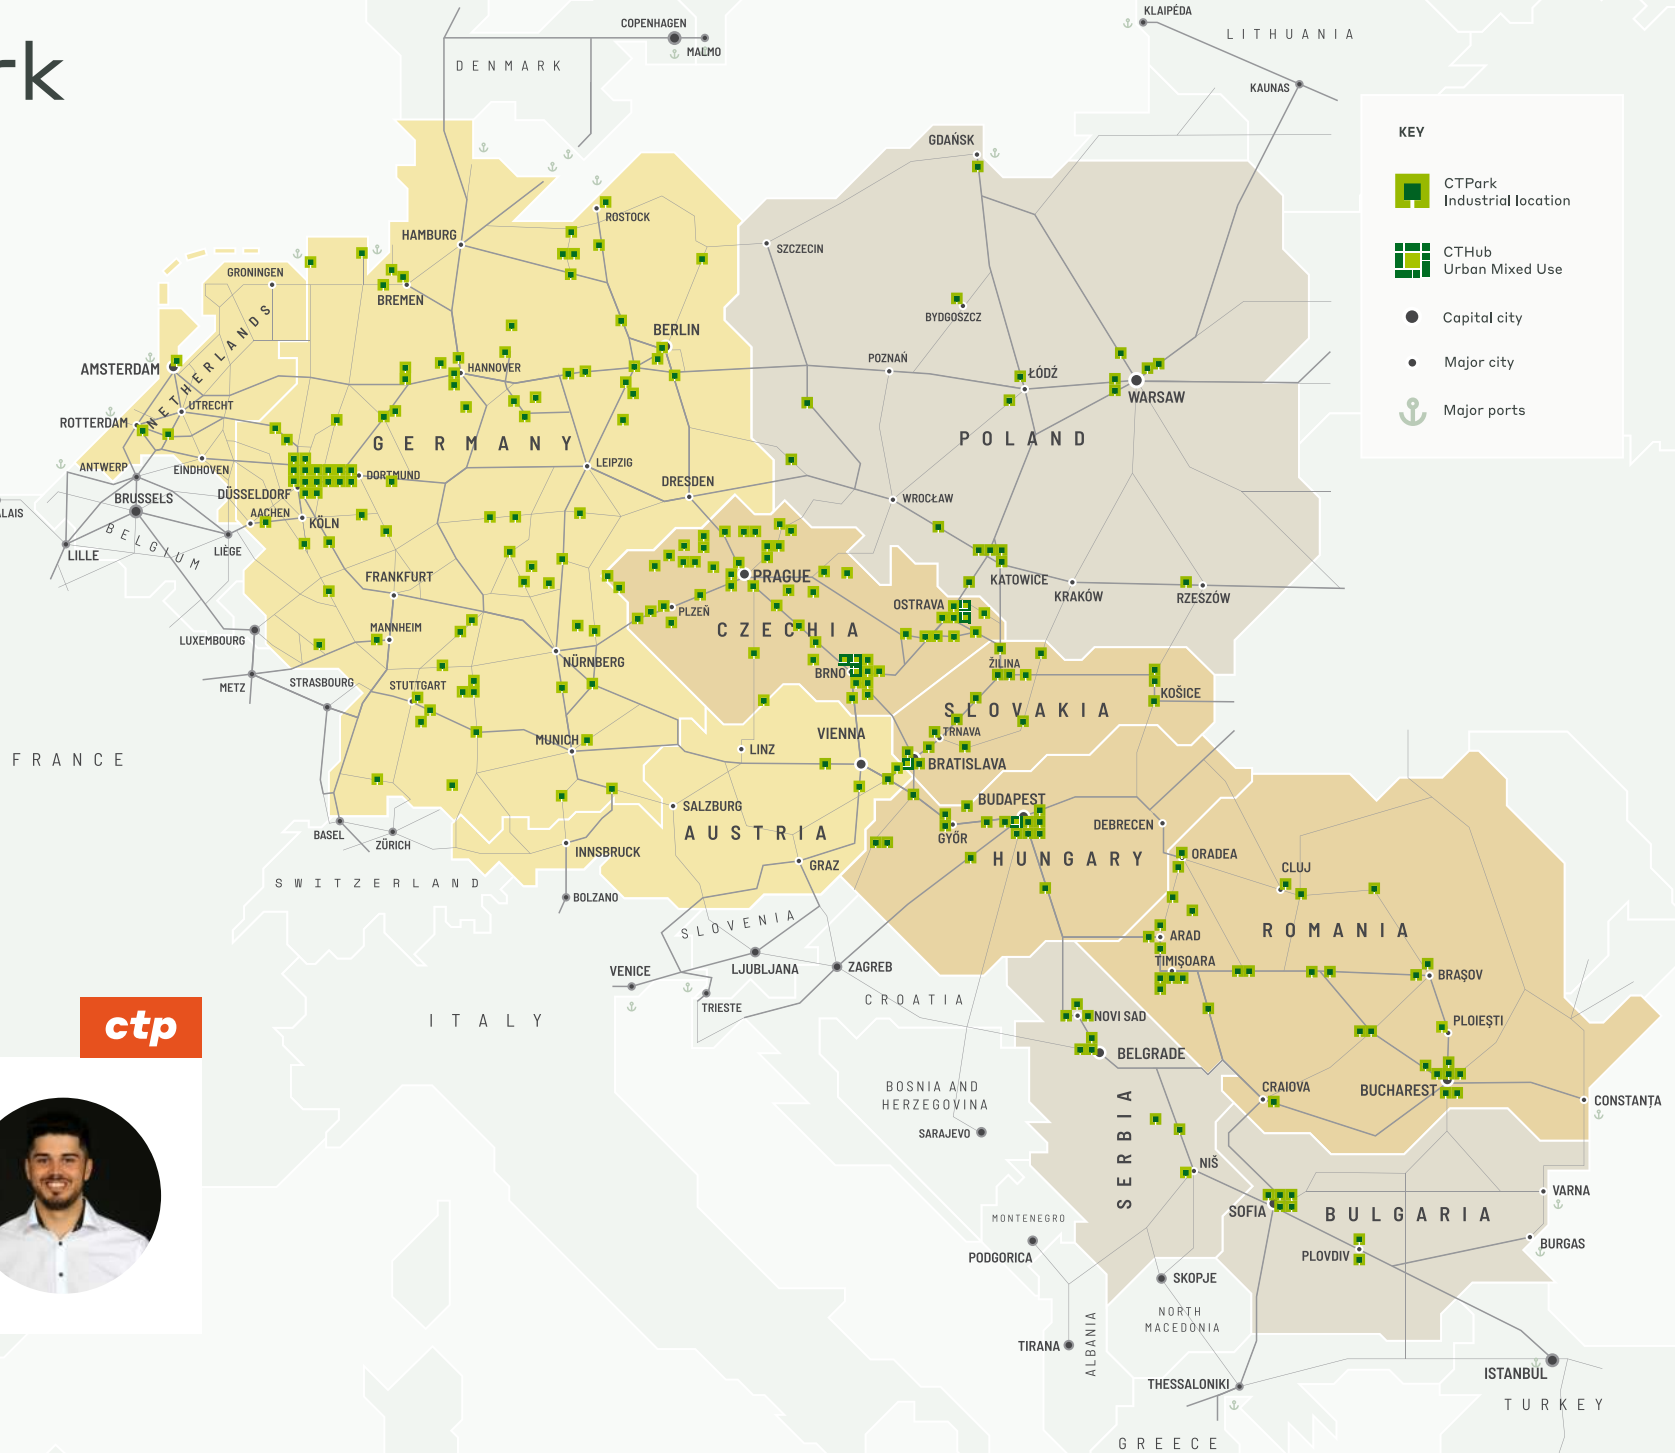 rk
COPENHAGEN
MALMO
DENMARK
KLAIPÉDA
LITHUANIA
KAUNAS
KEY
CTPark
Industrial location
CTHub
Urban Mixed Use
Capital city
Major city
Major ports
GDAŃSK
ROSTOCK
HAMBURG
SZCZECIN
GRONINGEN
BREMEN
BYDGOSZCZ
BERLIN
NETHERLANDS
AMSTERDAM
HANNOVER
POZNAŃ
ŁÓDŹ
WARSAW
UTRECHT
ROTTERDAM
GERMANY
POLAND
ANTWERP
EINDHOVEN
DORTMUND
LEIPZIG
DRESDEN
BRUSSELS
DÜSSELDORF
WROCŁAW
ALAIS
AACHEN
KÖLN
BELGIUM
LILLE
LIÈGE
FRANKFURT
PRAGUE
KATOWICE
KRAKÓW
RZESZÓW
OSTRAVA
PLZEŇ
CZECHIA
LUXEMBOURG
MANNHEIM
NÜRNBERG
ŽILINA
BRNO
METZ
STRASBOURG
STUTTGART
KOŠICE
SLOVAKIA
VIENNA
TRNAVA
MUNICH
LINZ
FRANCE
BRATISLAVA
SALZBURG
BUDAPEST
BASEL
ZÜRICH
AUSTRIA
GYŐR
DEBRECEN
INNSBRUCK
HUNGARY
ORADEA
GRAZ
CLUJ
SWITZERLAND
BOLZANO
SLOVENIA
ROMANIA
ARAD
TIMIȘOARA
VENICE
LJUBLJANA
ZAGREB
BRAȘOV
TRIESTE
CROATIA
ITALY
NOVI SAD
PLOIEȘTI
ctp
BELGRADE
BOSNIA AND
HERZEGOVINA
CRAIOVA
BUCHAREST
CONSTANȚA
SARAJEVO
SERBIA
NIŠ
VARNA
SOFIA
BULGARIA
MONTENEGRO
PODGORICA
PLOVDIV
BURGAS
SKOPJE
NORTH
MACEDONIA
TIRANA
ALBANIA
ISTANBUL
THESSALONIKI
TURKEY
GREECE